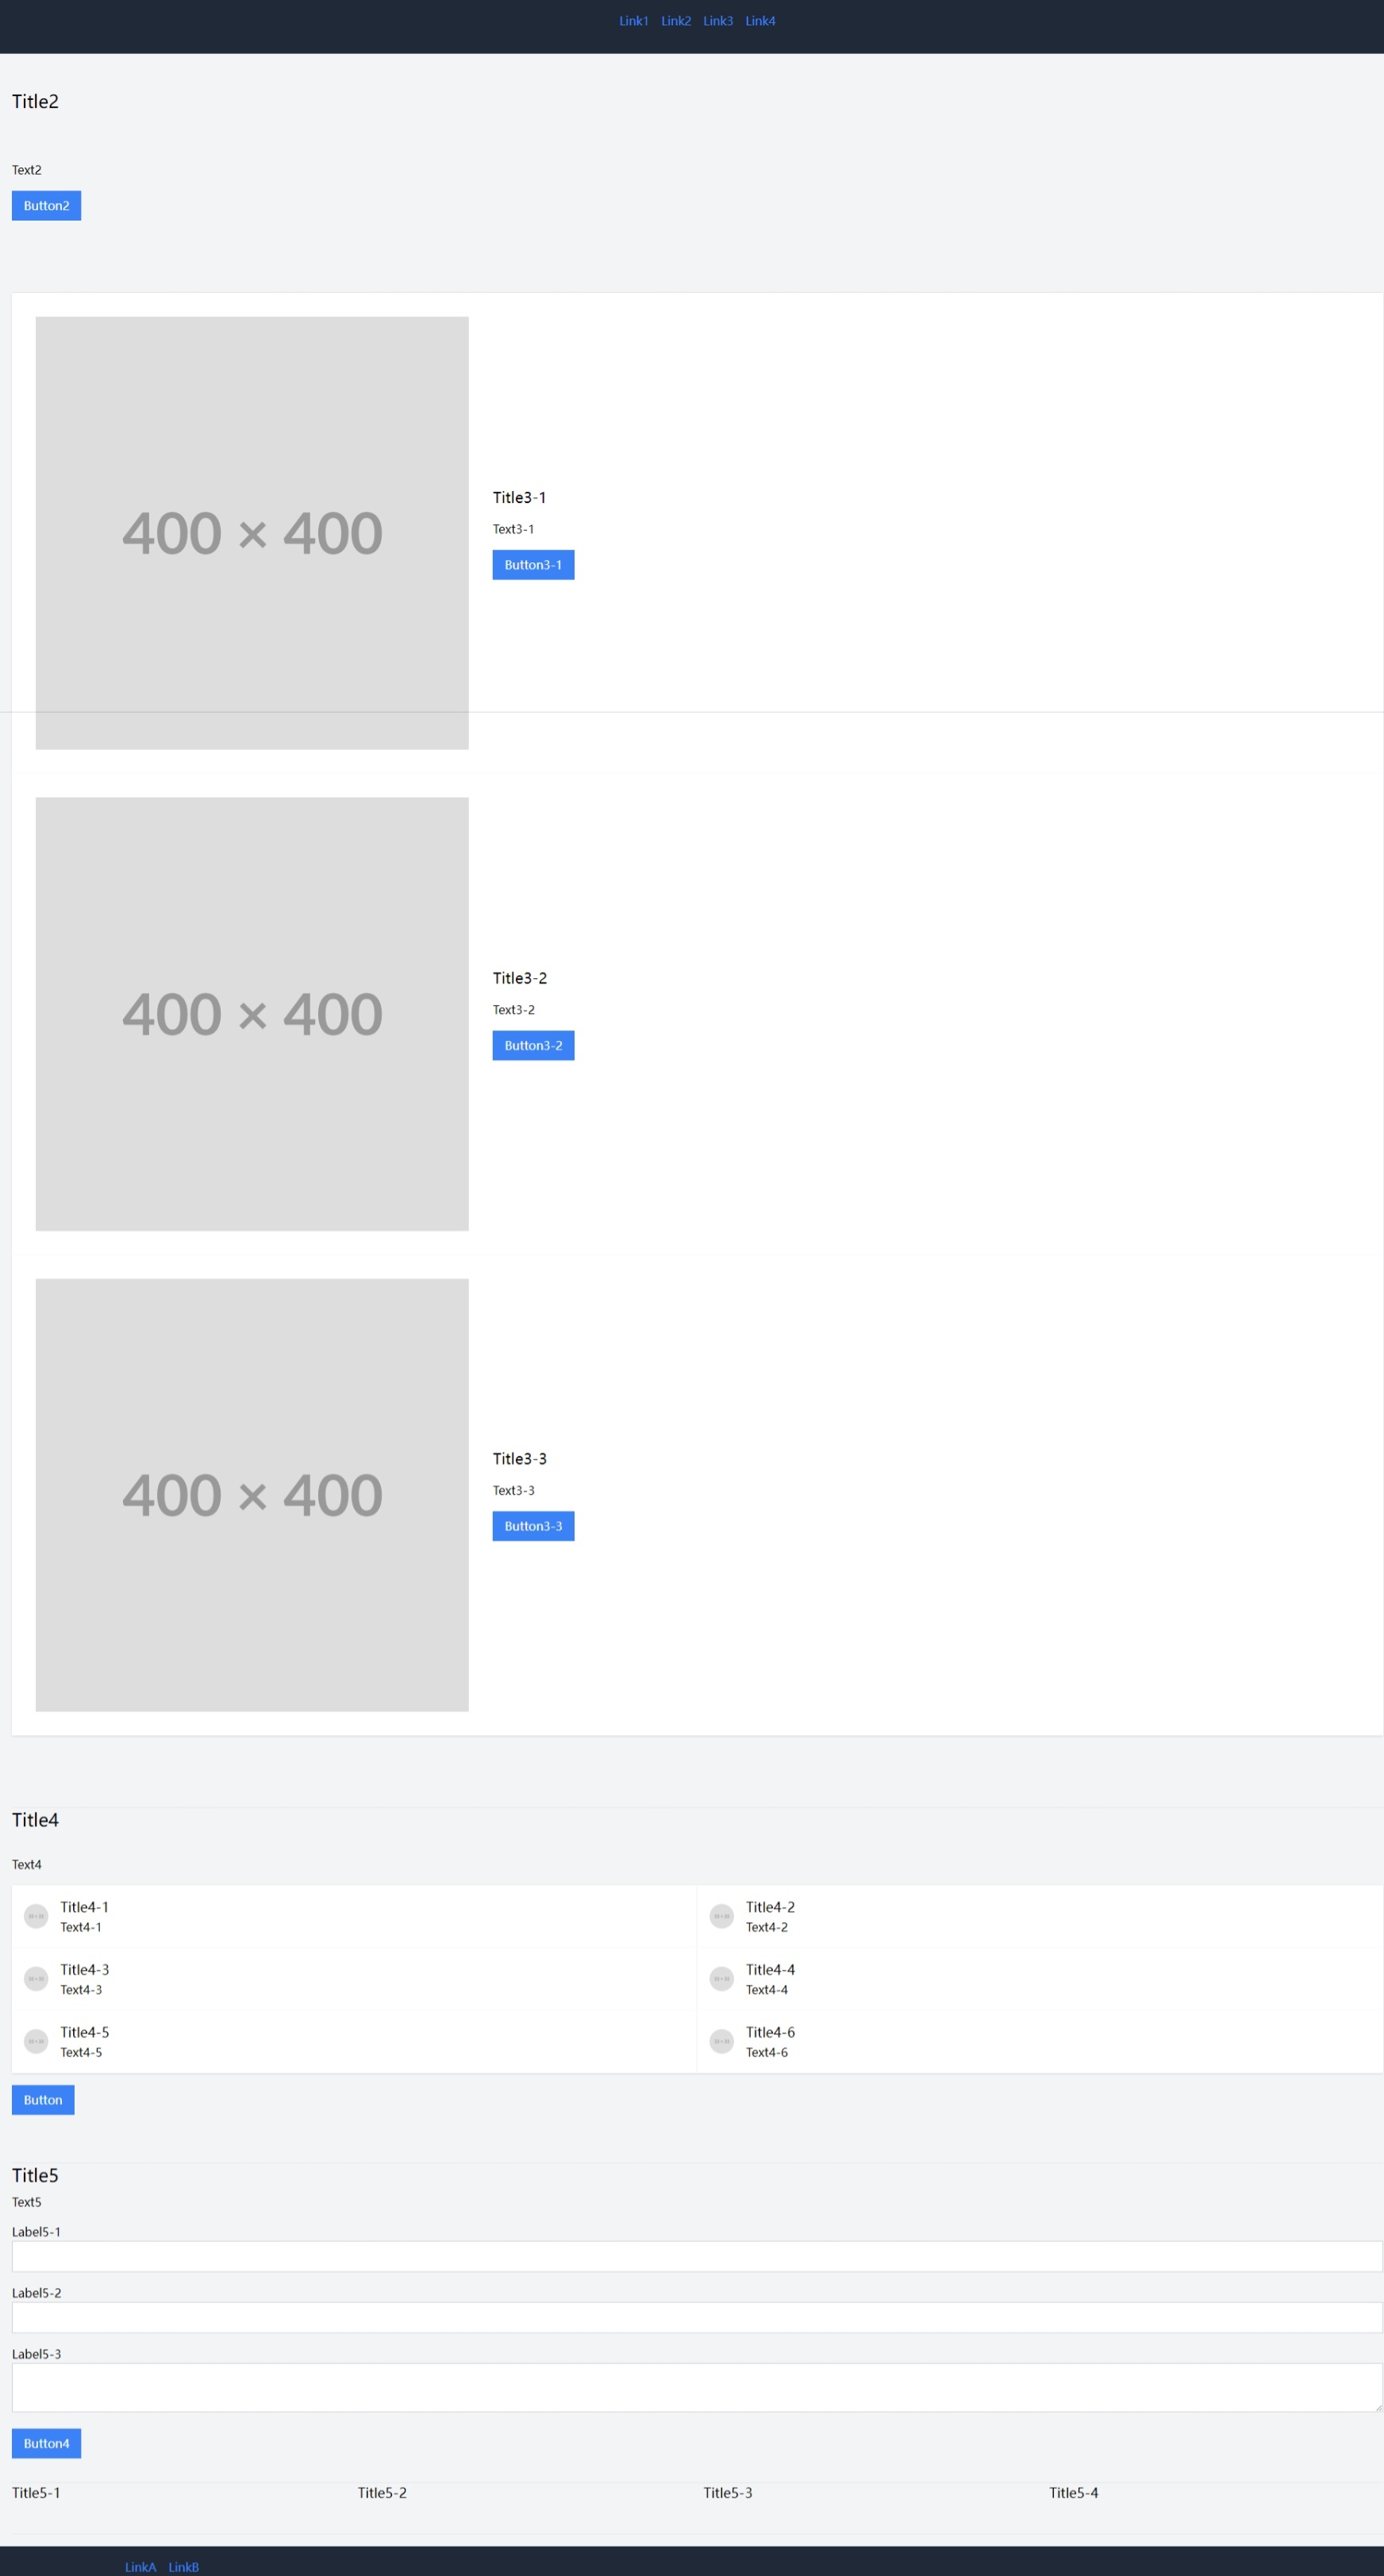 Link1 Link2 Link3 Link4
Title2
Text2
Button2
400 × 400
Title3-1
Text3-1
Button3-1
400 × 400
Title3-2
Text3-2
Button3-2
400 × 400
Title3-3
Text3-3
Button3-3
Title4
Text4
Title4-1
Text4-1
Title4-2
Text4-2
Title4-3
Text4-3
Title4-4
Text4-4
Title4-5
Text4-5
Title4-6
Text4-6
Button
Title5
Text5
Label5-1
Label5-2
Label5-3
Button4
Title5-1 Title5-2 Title5-3 Title5-4
LinkA LinkB